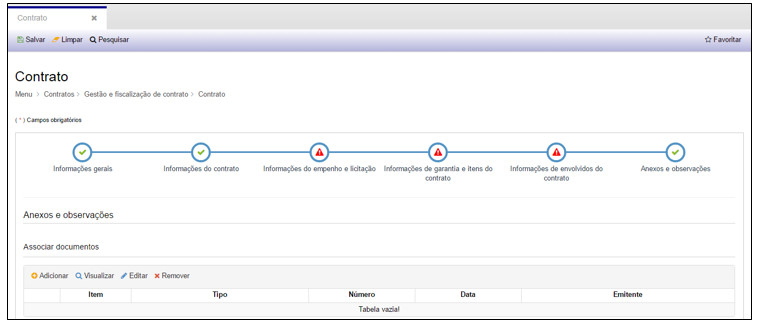 Contrato
Salvar Limpar Pesquisar Favoritar
Contrato
Menu > Contratos > Gestão e fiscalização de contrato > Contrato
( * ) Campos obrigatórios
Informações gerais Informações do contrato Informações do empenho e licitação Informações de garantia e itens do contrato Informações de envolvidos do contrato Anexos e observações
Anexos e observações
Associar documentos
Adicionar Visualizar Editar Remover
Item Tipo Número Data Emitente
Tabela vazia!